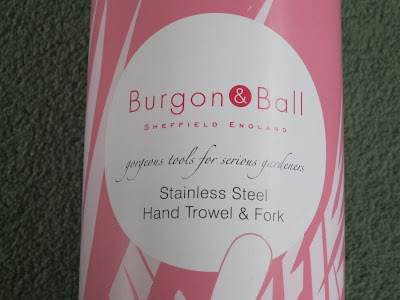 Burgon & Ball
SHEFFIELD ENGLAND
gorgeous tools for serious gardeners
Stainless Steel
Hand Trowel & Fork